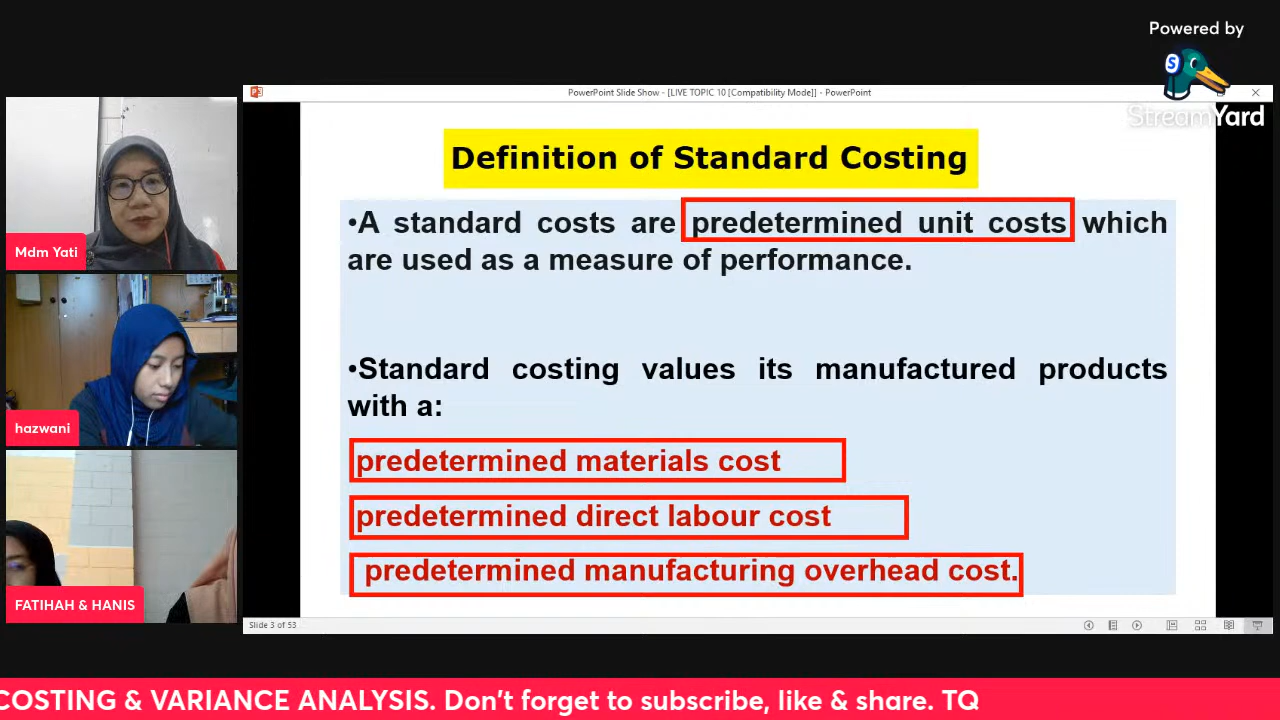 Powered by
StreamYard
PowerPoint Slide Show - [LIVE TOPIC 10 [Compatibility Mode]] - PowerPoint
Definition of Standard Costing
•A standard costs are predetermined unit costs which
are used as a measure of performance.
•Standard costing values its manufactured products
with a:
predetermined materials cost
predetermined direct labour cost
predetermined manufacturing overhead cost.
Mdm Yati
hazwani
FATIHAH & HANIS
Slide 3 of 53
COSTING & VARIANCE ANALYSIS. Don't forget to subscribe, like & share. TQ